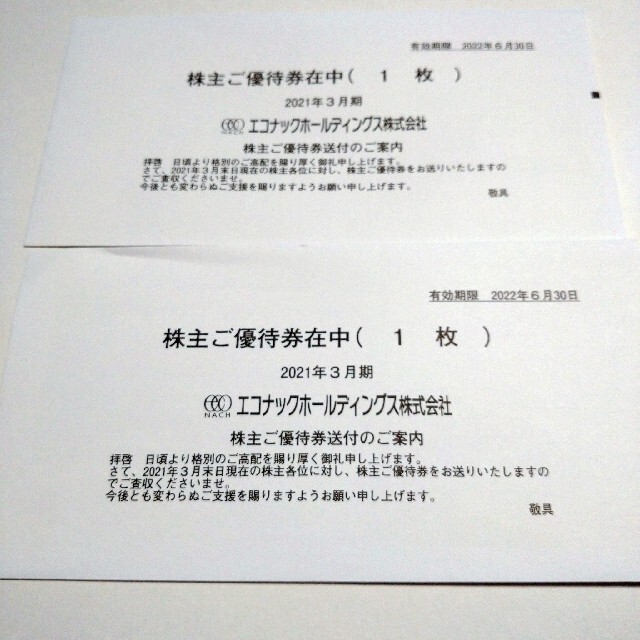 有効期限　2022年6月30日
株主ご優待券在中（　1　枚　）
2021年3月期
エコナックホールディングス株式会社
株主ご優待券送付のご案内
拝啓　日頃より格別のご高配を賜り厚く御礼申し上げます。
さて、2021年3月末日現在の株主各位に対し、株主ご優待券をお送りいたしますの
でご査収くださいませ。
今後とも変わらぬご支援を賜りますようお願い申し上げます。
敬具
有効期限　2022年6月30日
株主ご優待券在中（　1　枚　）
2021年3月期
NACH エコナックホールディングス株式会社
株主ご優待券送付のご案内
拝啓　日頃より格別のご高配を賜り厚く御礼申し上げます。
さて、2021年3月末日現在の株主各位に対し、株主ご優待券をお送りいたしますの
でご査収くださいませ。
今後とも変わらぬご支援を賜りますようお願い申し上げます。
敬具